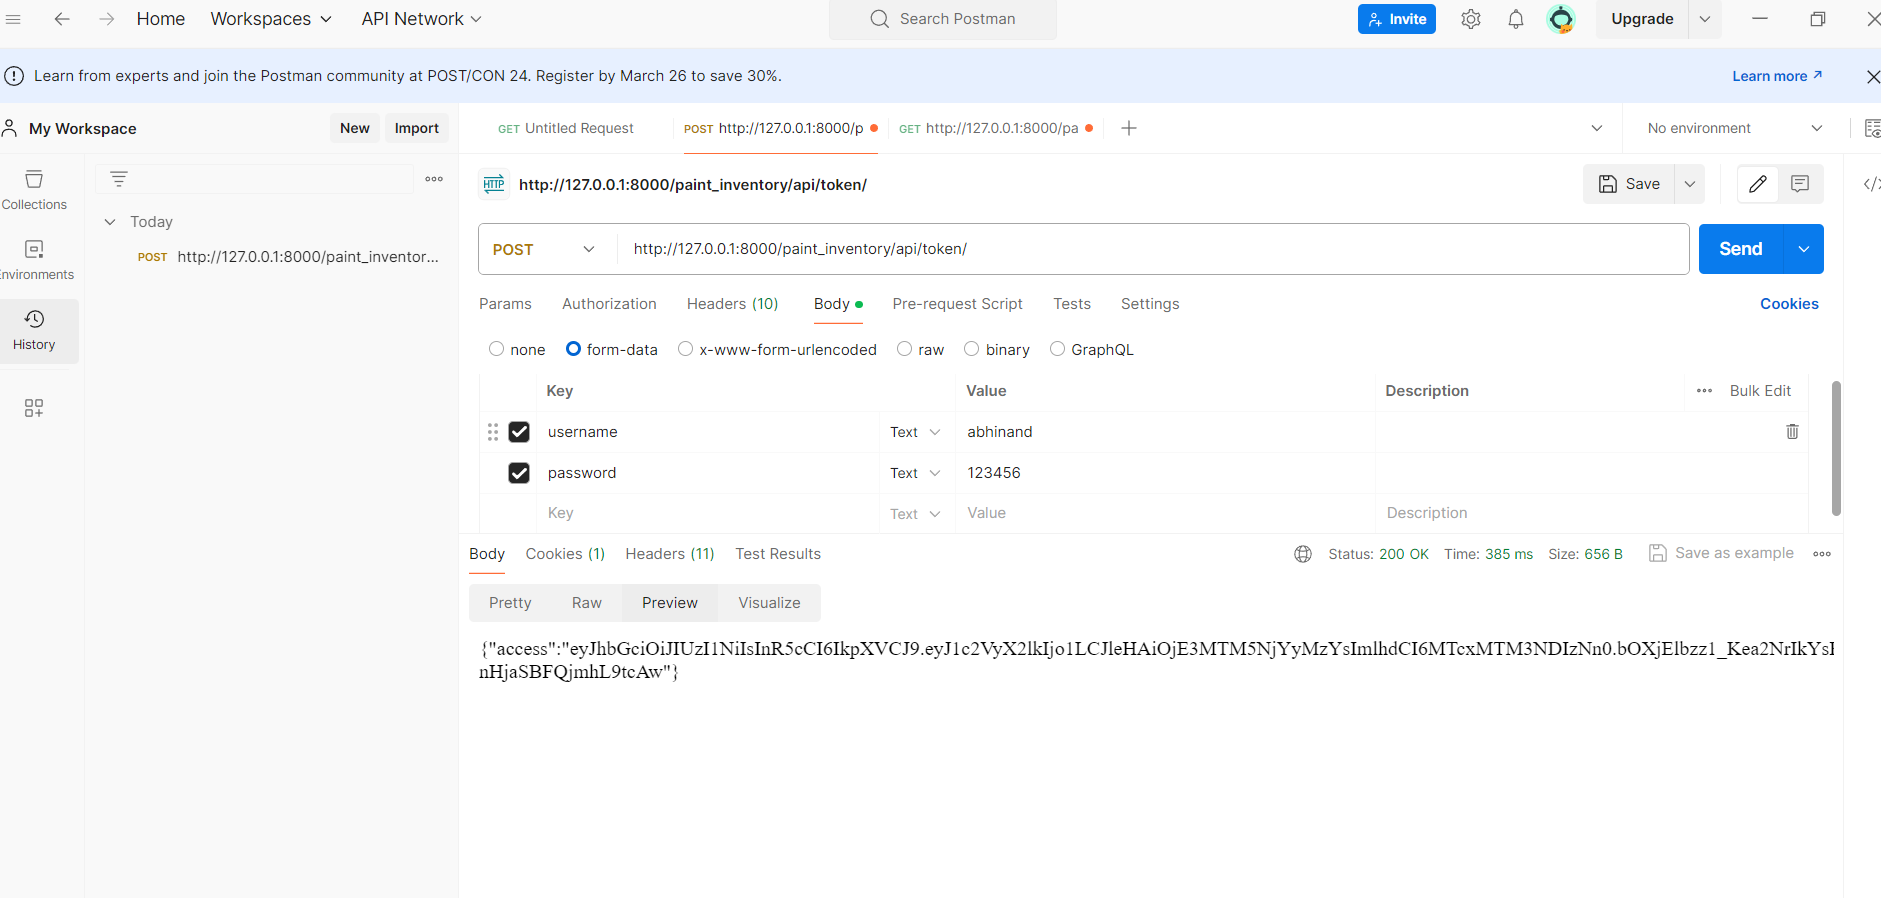 Home Workspaces API Network Search Postman Invite Upgrade
Learn from experts and join the Postman community at POST/CON 24. Register by March 26 to save 30%. Learn more
My Workspace New Import GET Untitled Request POST http://127.0.0.1:8000/p GET http://127.0.0.1:8000/pa No environment
Collections
Today
POST http://127.0.0.1:8000/paint_inventor...
nvironments
History
HTTP http://127.0.0.1:8000/paint_inventory/api/token/ Save
POST http://127.0.0.1:8000/paint_inventory/api/token/ Send
Params Authorization Headers (10) Body Pre-request Script Tests Settings Cookies
none form-data x-www-form-urlencoded raw binary GraphQL
Key Value Description Bulk Edit
username Text abhinand
password Text 123456
Key Text Value Description
Body Cookies (1) Headers (11) Test Results Status: 200 OK Time: 385 ms Size: 656 B Save as example
Pretty Raw Preview Visualize
{"access":"eyJhbGciOiJIUzI1NiIsInR5cCI6IkpXVCJ9.eyJ1c2VyX2lkIjo1LCJleHAiOjE3MTM5NjYyMzYsImlhdCI6MTcxMTM3NDIzNn0.bOXjElbzz1_Kea2NrIkYsI
nHjaSBFQjmhL9tcAw"}